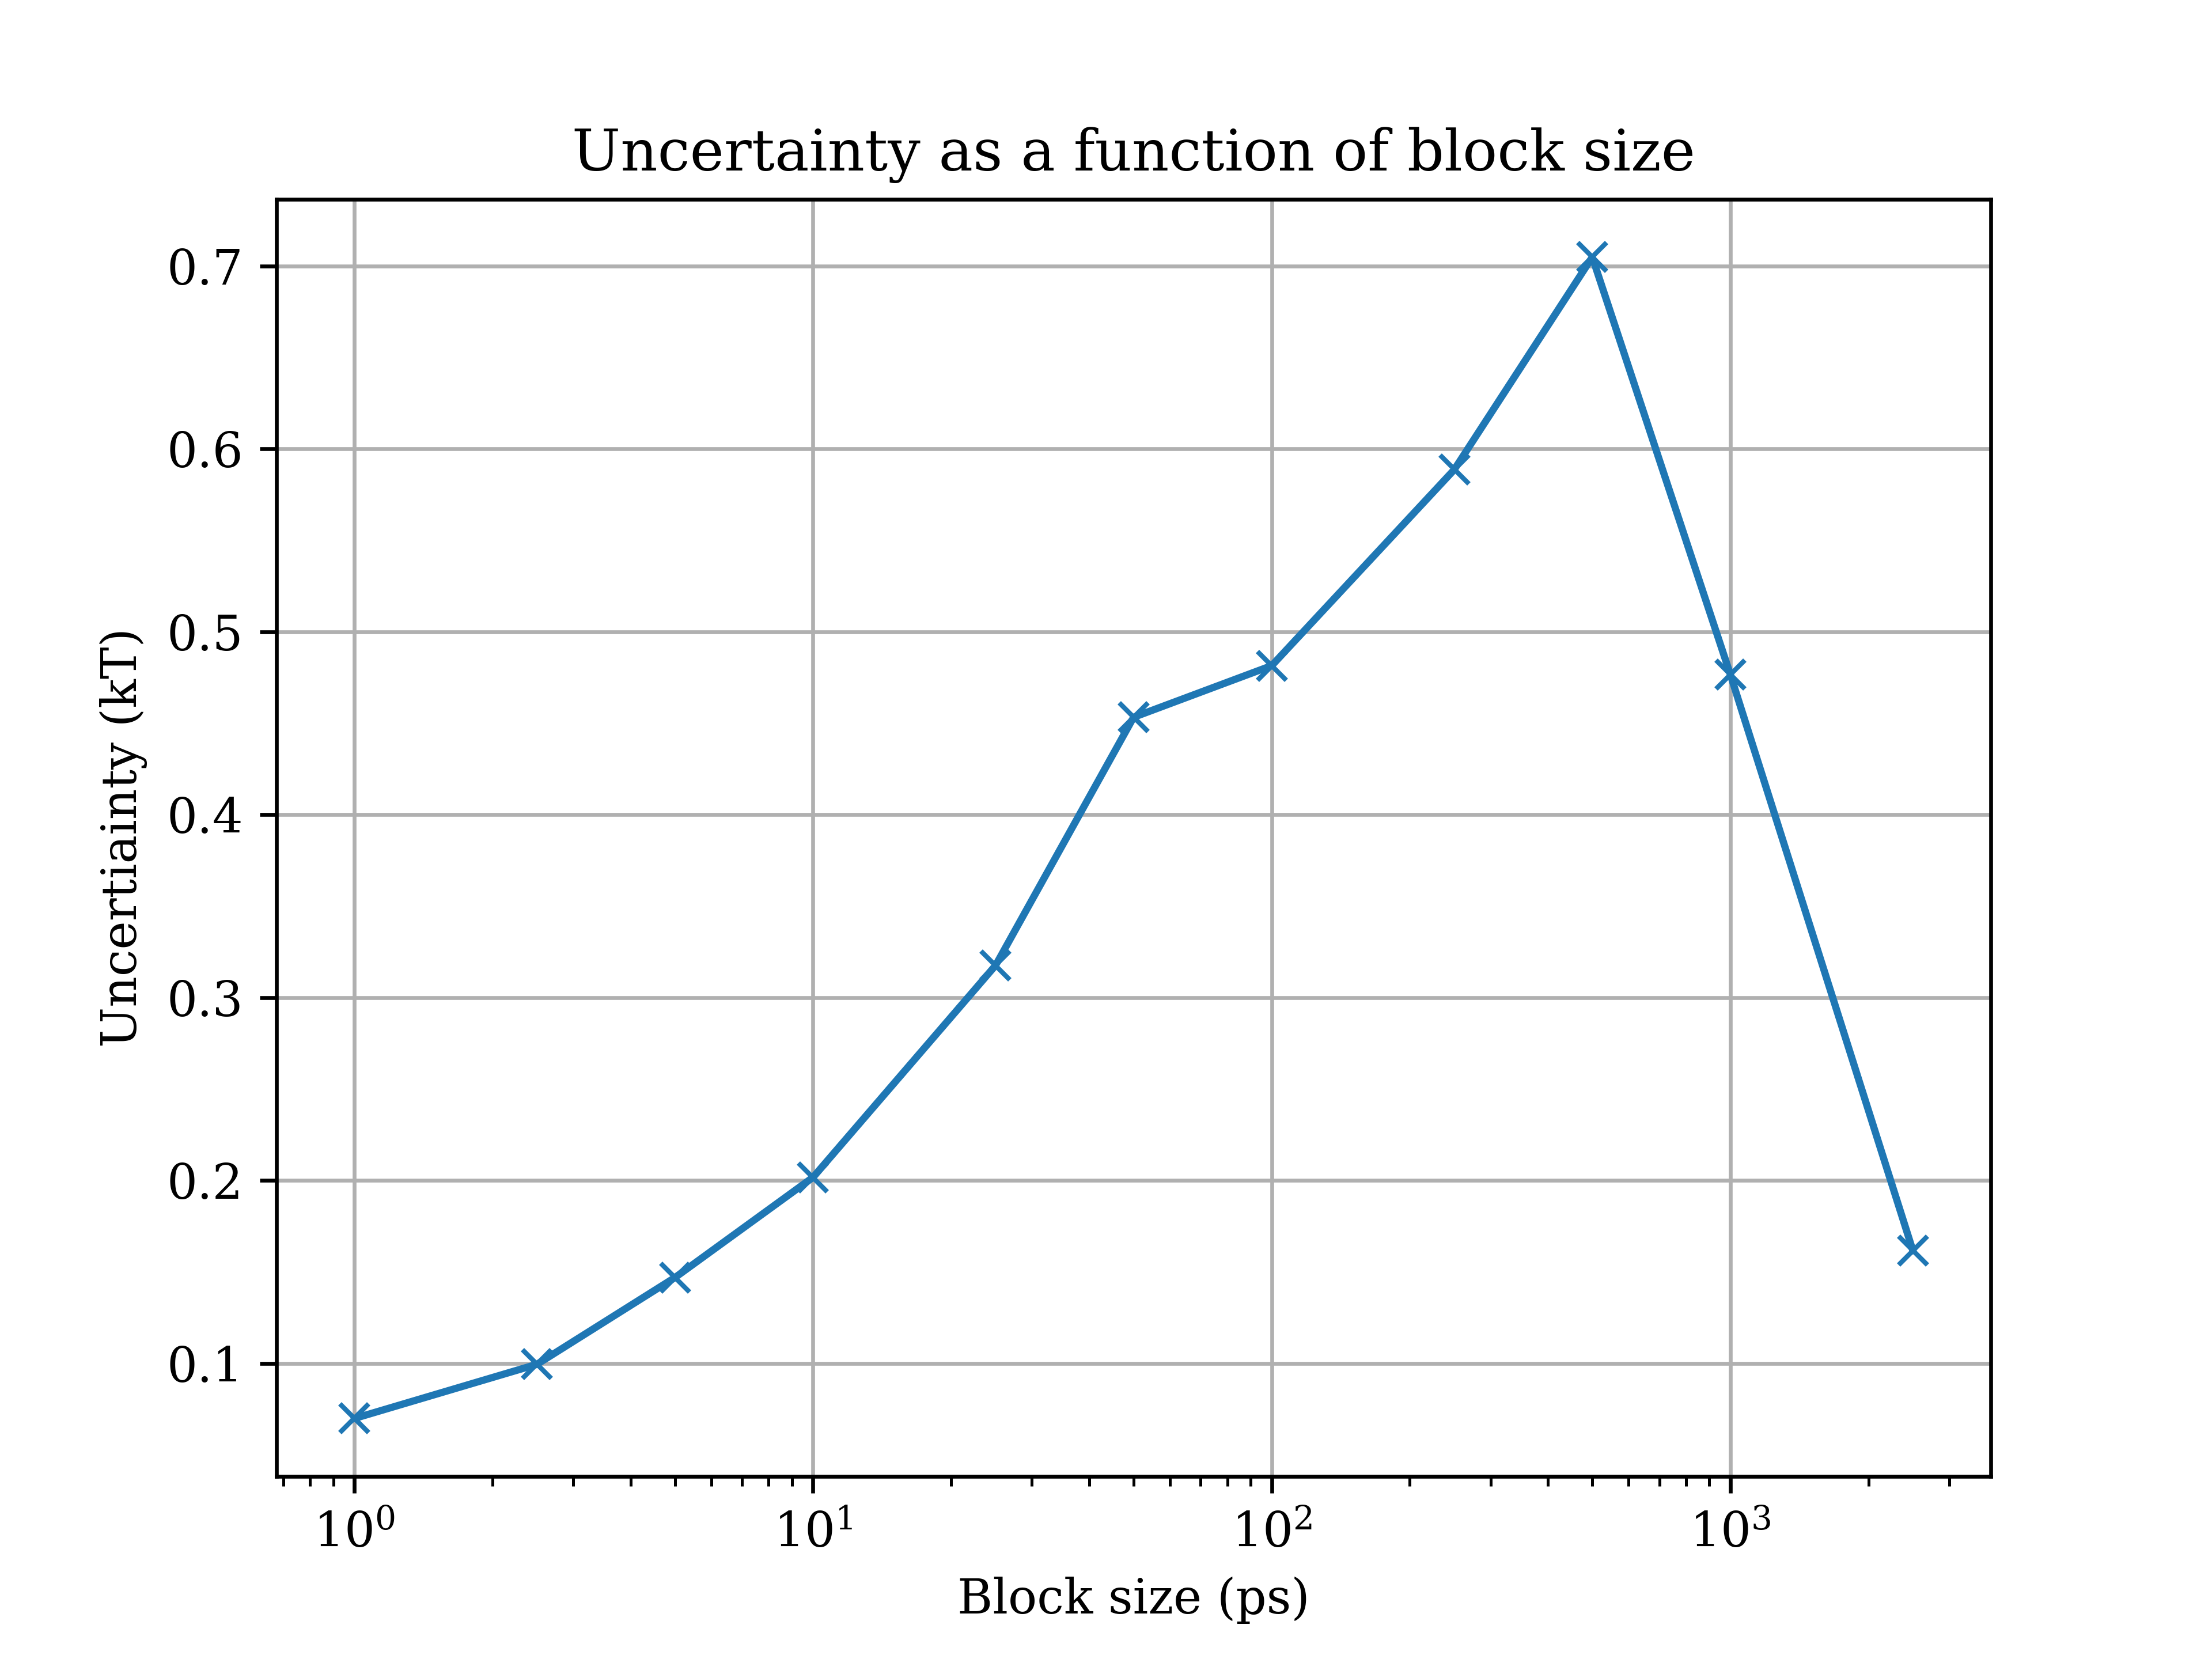 Uncertainty as a function of block size
0.7
0.6
0.5
0.4
0.3
0.2
0.1
Uncertiainty (kT)
10⁰ 10¹ 10² 10³
Block size (ps)